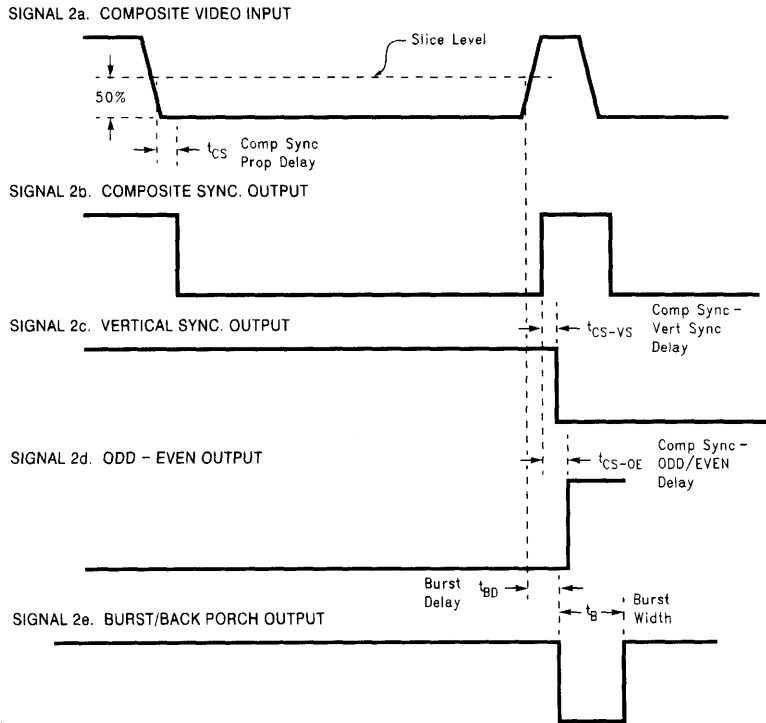 SIGNAL 2a. COMPOSITE VIDEO INPUT
Slice Level
50%
tCS Comp Sync
Prop Delay
SIGNAL 2b. COMPOSITE SYNC. OUTPUT
SIGNAL 2c. VERTICAL SYNC. OUTPUT
tCS-VS Comp Sync –
Vert Sync
Delay
SIGNAL 2d. ODD – EVEN OUTPUT
tCS-OE Comp Sync –
ODD/EVEN
Delay
Burst
Delay tBD
SIGNAL 2e. BURST/BACK PORCH OUTPUT
tB Burst
Width